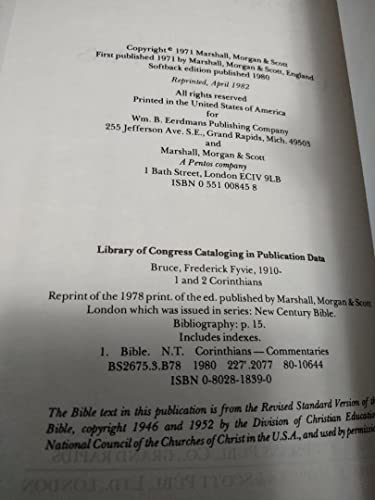 Copyright © 1971 Marshall, Morgan & Scott
First published 1971 by Marshall, Morgan & Scott, England
Softback edition published 1980
Reprinted, April 1982
All rights reserved
Printed in the United States of America
for
Wm. B. Eerdmans Publishing Company
255 Jefferson Ave. S.E., Grand Rapids, Mich. 49503
and
Marshall, Morgan & Scott
A Pentos company
1 Bath Street, London ECIV 9LB
ISBN 0 551 00845 8
Library of Congress Cataloging in Publication Data
Bruce, Frederick Fyvie, 1910-
1 and 2 Corinthians
Reprint of the 1978 print. of the ed. published by Marshall, Morgan & Scott
London which was issued in series: New Century Bible.
Bibliography: p. 15.
Includes indexes.
1. Bible. N.T. Corinthians—Commentaries
BS2675.3.B78 1980 227'.2077 80-10644
ISBN 0-8028-1839-0
The Bible text in this publication is from the Revised Standard Version of the
Bible, copyright 1946 and 1952 by the Division of Christian Education
National Council of the Churches of Christ in the U.S.A., and used by permission